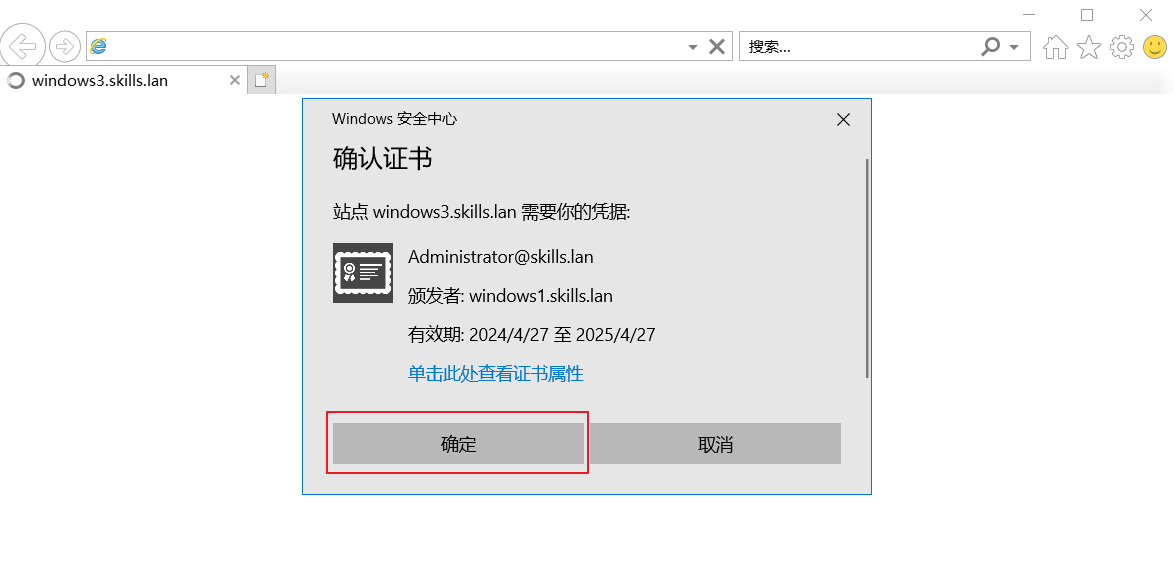 搜索...
windows3.skills.lan
Windows 安全中心
确认证书
站点 windows3.skills.lan 需要你的凭据:
Administrator@skills.lan
颁发者: windows1.skills.lan
有效期: 2024/4/27 至 2025/4/27
单击此处查看证书属性
确定 取消